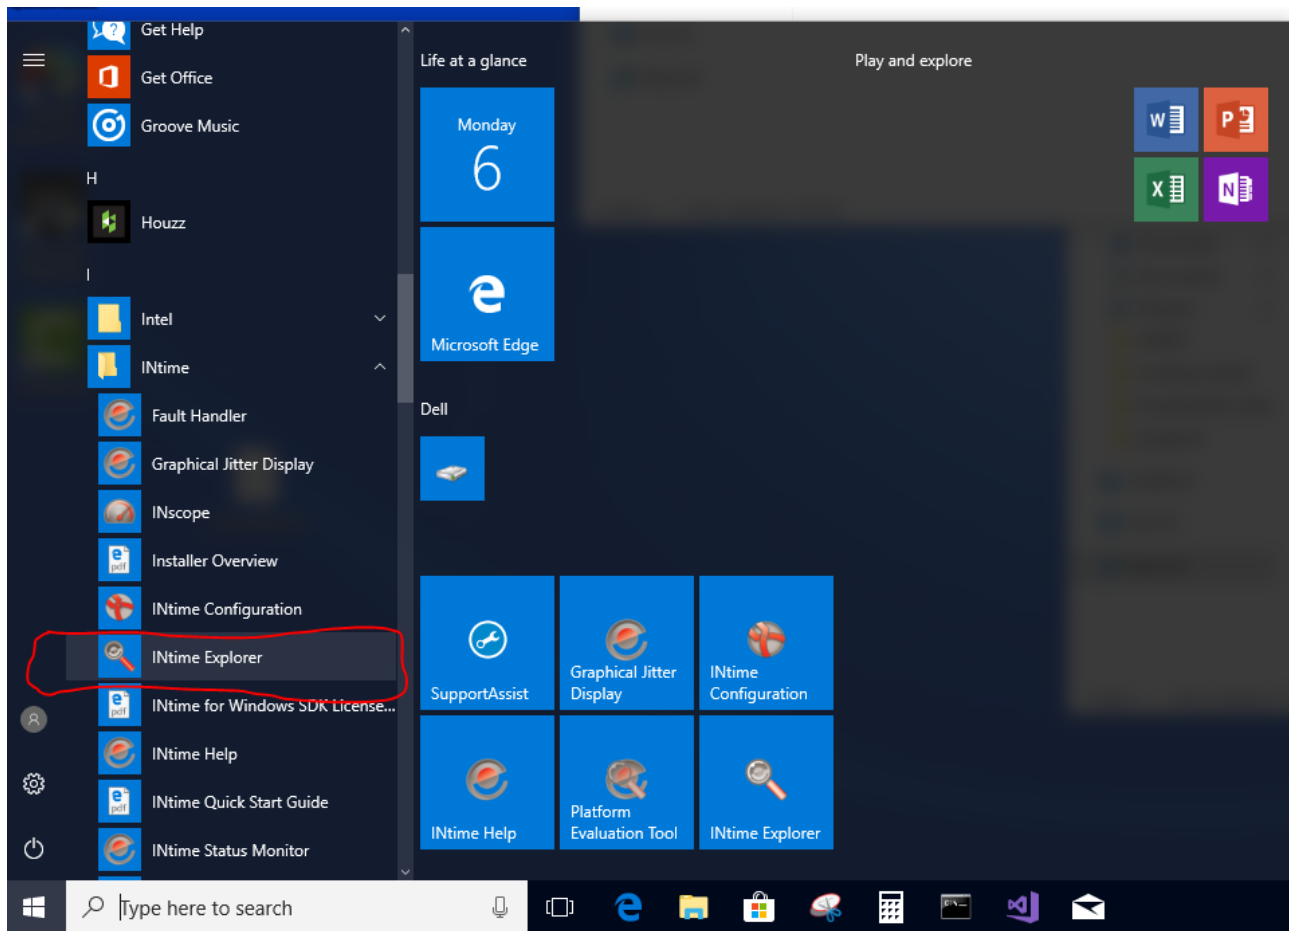 Get Help
Get Office
Groove Music
H
Houzz
I
Intel
INtime
Fault Handler
Graphical Jitter Display
INscope
Installer Overview
INtime Configuration
INtime Explorer
INtime for Windows SDK License...
INtime Help
INtime Quick Start Guide
INtime Status Monitor
Life at a glance
Monday
6
Microsoft Edge
Dell
SupportAssist
Graphical Jitter
Display
INtime
Configuration
INtime Help
Platform
Evaluation Tool
INtime Explorer
Play and explore
Type here to search